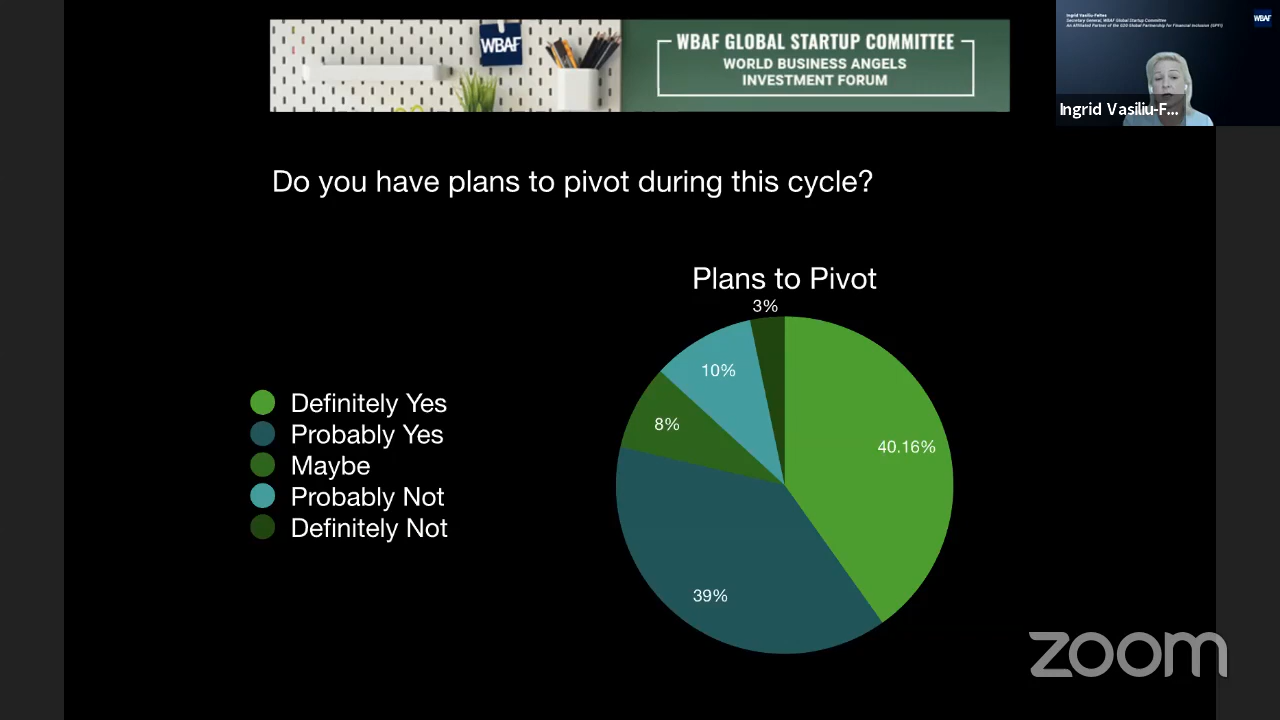 WBAF
WBAF GLOBAL STARTUP COMMITTEE
WORLD BUSINESS ANGELS
INVESTMENT FORUM
Ingrid Vasiliu-Feltes
Secretary General, WBAF Global Startup Committee
An Affiliated Partner of the G20 Global Partnership for Financial Inclusion (GPFI)
WBAF
Ingrid Vasiliu-F...
Do you have plans to pivot during this cycle?
Plans to Pivot
3%
10%
8%
40.16%
39%
Definitely Yes
Probably Yes
Maybe
Probably Not
Definitely Not
zoom